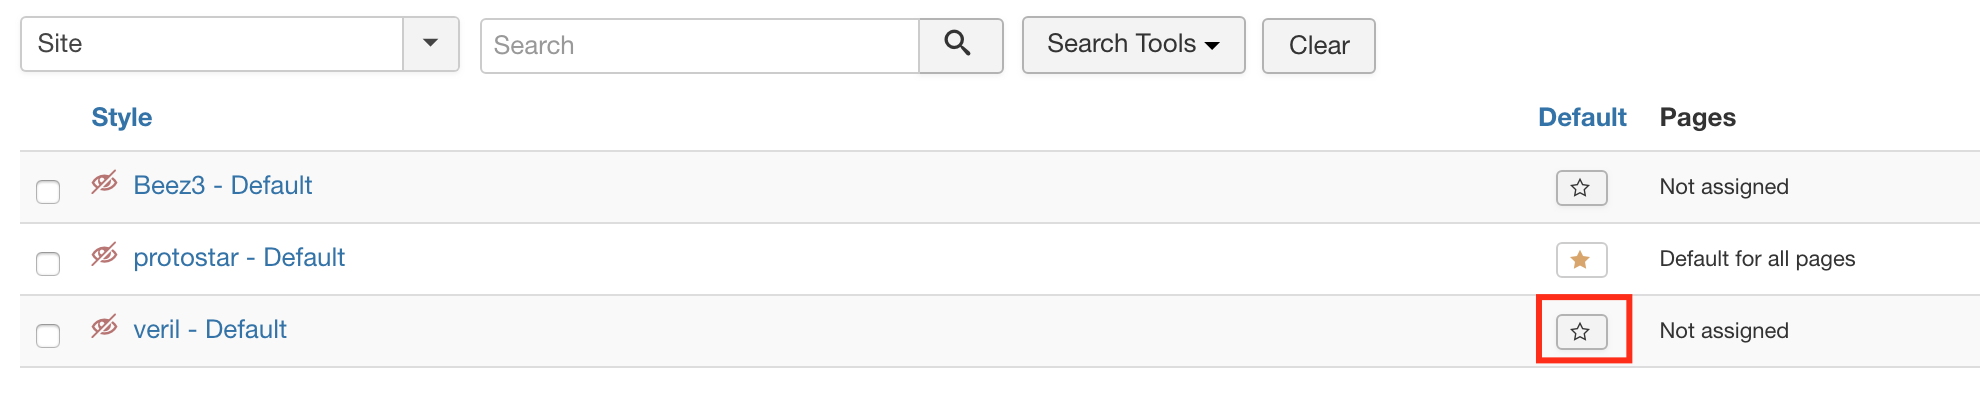 Site Search Search Tools Clear
Style Default Pages
Beez3 - Default Not assigned
protostar - Default Default for all pages
veril - Default Not assigned